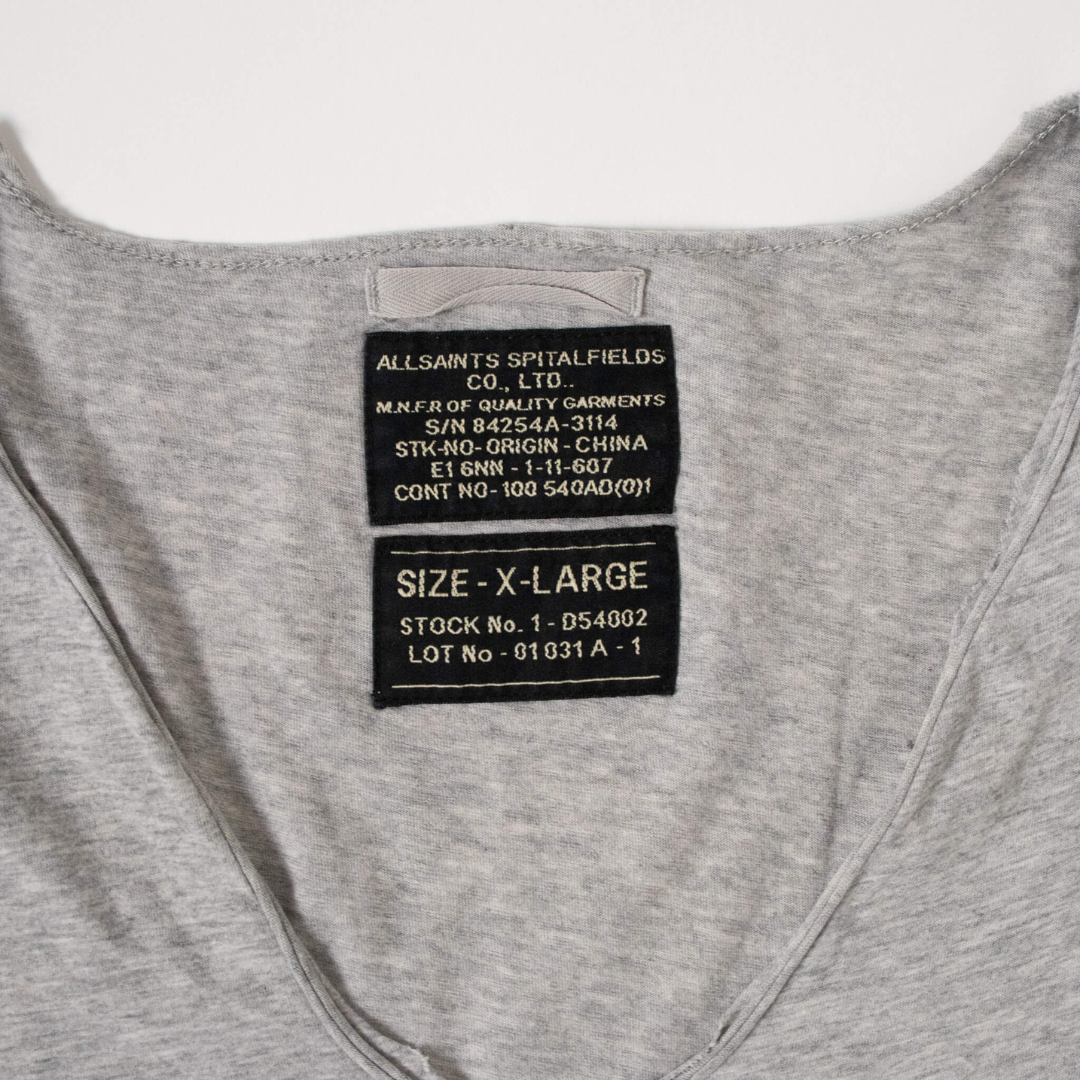 ALLSAINTS SPITALFIELDS
CO., LTD..
M.N.F.R OF QUALITY GARMENTS
S/N 84254A-3114
STK-NO- ORIGIN - CHINA
E1 6NN - 1-11-607
CONT NO- 100 540AD(0)1
SIZE - X-LARGE
STOCK No. 1 - D54002
LOT No - 01031 A - 1